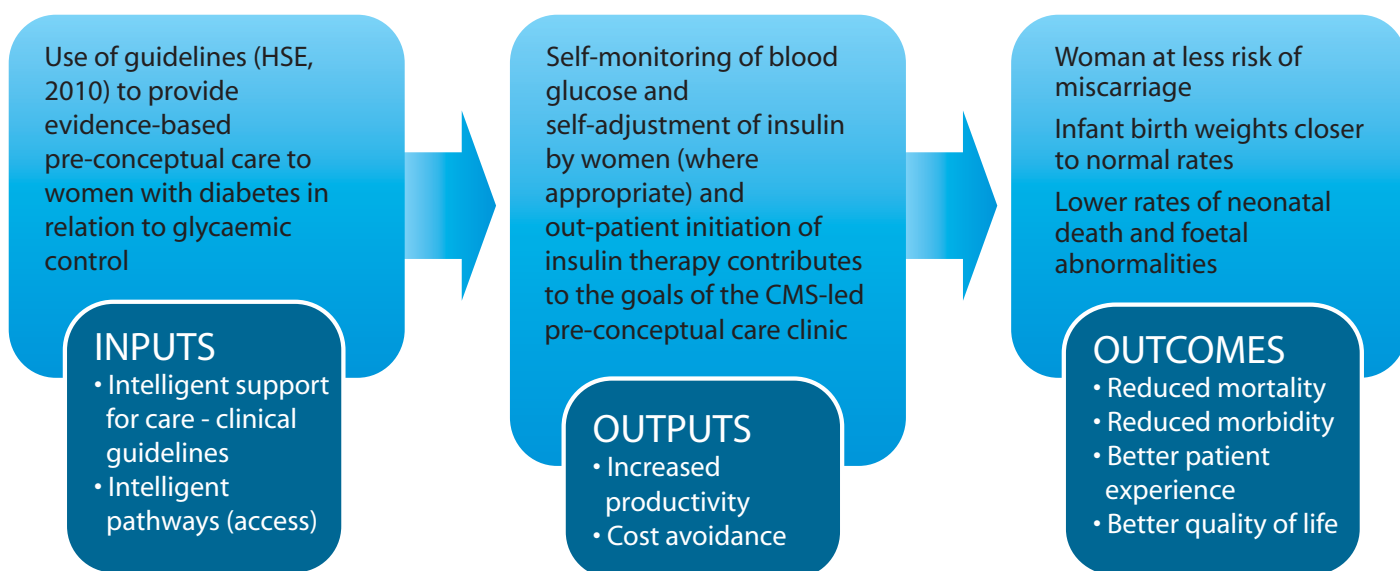 Use of guidelines (HSE,
2010) to provide
evidence-based
pre-conceptual care to
women with diabetes in
relation to glycaemic
control
INPUTS
• Intelligent support
for care - clinical
guidelines
• Intelligent
pathways (access)
Self-monitoring of blood
glucose and
self-adjustment of insulin
by women (where
appropriate) and
out-patient initiation of
insulin therapy contributes
to the goals of the CMS-led
pre-conceptual care clinic
OUTPUTS
• Increased
productivity
• Cost avoidance
Woman at less risk of
miscarriage
Infant birth weights closer
to normal rates
Lower rates of neonatal
death and foetal
abnormalities
OUTCOMES
• Reduced mortality
• Reduced morbidity
• Better patient
experience
• Better quality of life